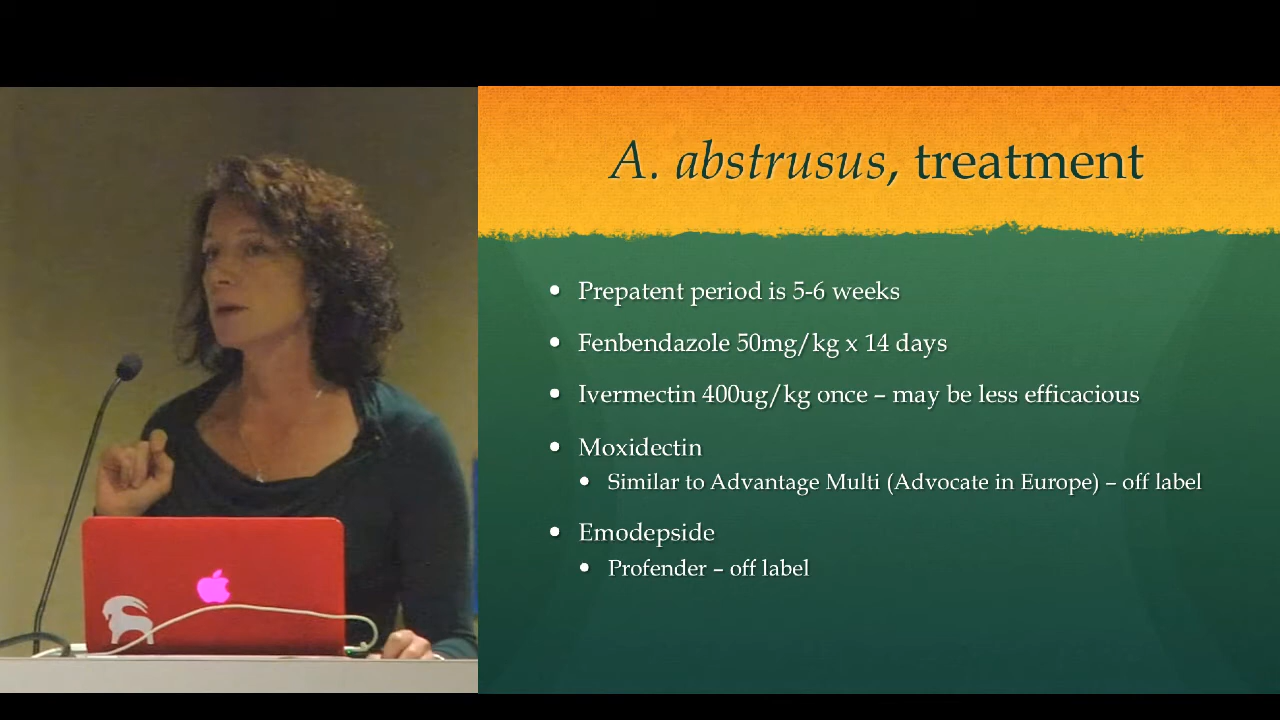 A. abstrusus, treatment
Prepatent period is 5-6 weeks
Fenbendazole 50mg/kg x 14 days
Ivermectin 400ug/kg once – may be less efficacious
Moxidectin
Similar to Advantage Multi (Advocate in Europe) – off label
Emodepside
Profender – off label